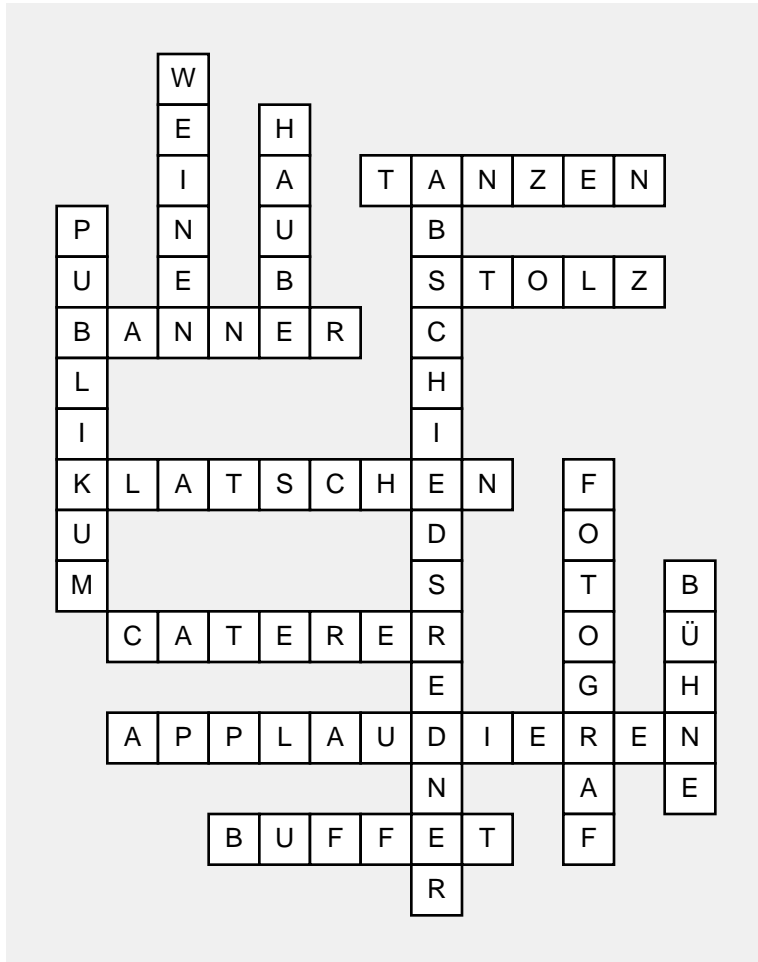 WEINEN
HAUBE
TANZEN
ABSCHIEDSREDNER
PUBLIKUM
STOLZ
BANNER
KLATSCHEN
FOTOGRAF
BÜHNE
CATERER
APPLAUDIEREN
BUFFET